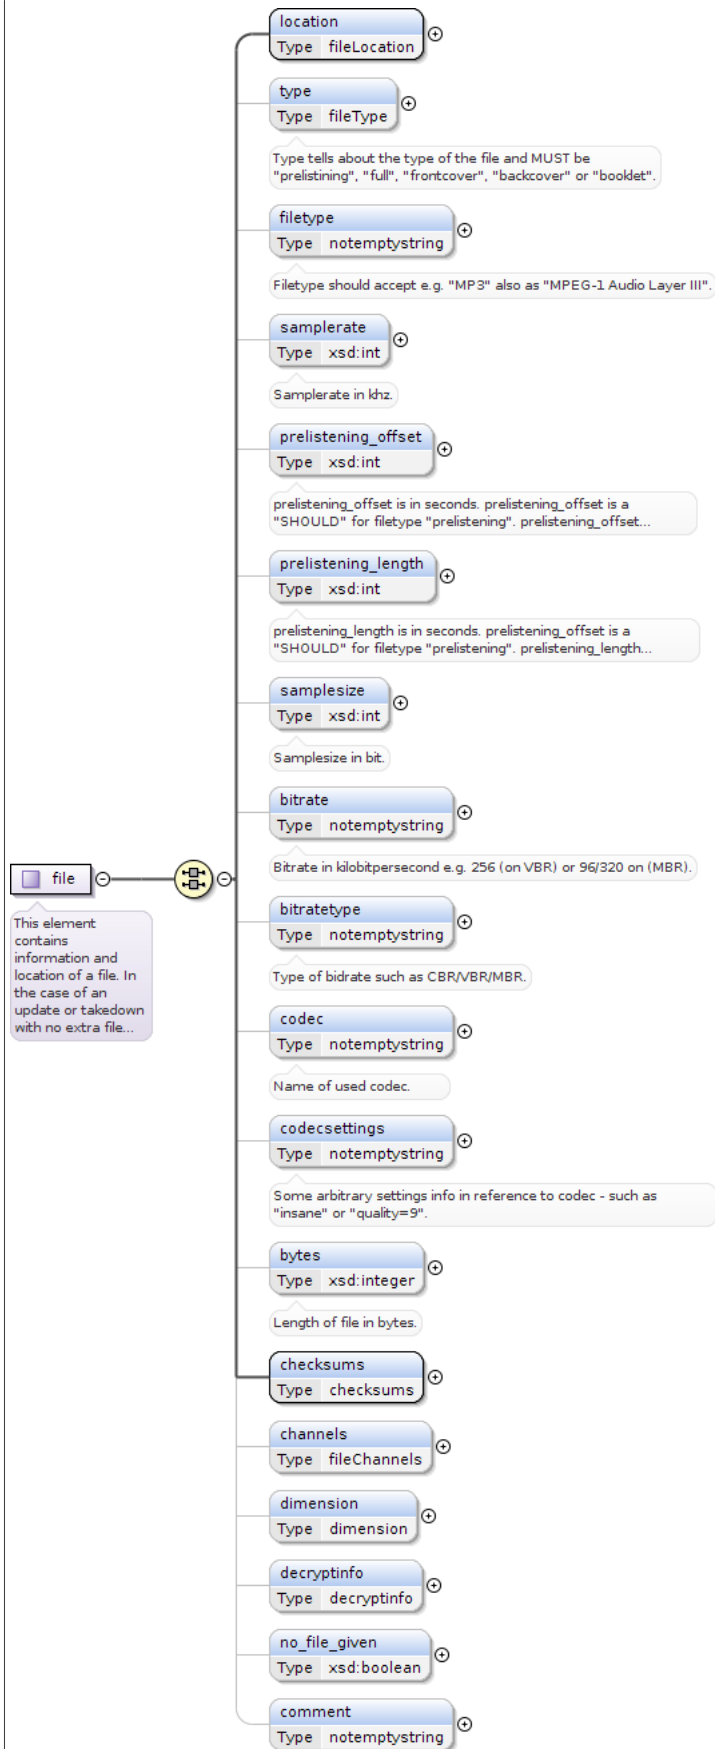 location
Type fileLocation
type
Type fileType
Type tells about the type of the file and MUST be
"prelistining", "full", "frontcover", "backcover" or "booklet".
filetype
Type notemptystring
Filetype should accept e.g. "MP3" also as "MPEG-1 Audio Layer III".
samplerate
Type xsd:int
Samplerate in khz.
prelistening_offset
Type xsd:int
prelistening_offset is in seconds. prelistening_offset is a
"SHOULD" for filetype "prelistening". prelistening_offset...
prelistening_length
Type xsd:int
prelistening_length is in seconds. prelistening_offset is a
"SHOULD" for filetype "prelistening". prelistening_length...
samplesize
Type xsd:int
Samplesize in bit.
bitrate
Type notemptystring
Bitrate in kilobitpersecond e.g. 256 (on VBR) or 96/320 on (MBR).
file
This element
contains
information and
location of a file. In
the case of an
update or takedown
with no extra file...
bitratetype
Type notemptystring
Type of bidrate such as CBR/VBR/MBR.
codec
Type notemptystring
Name of used codec.
codecsettings
Type notemptystring
Some arbitrary settings info in reference to codec - such as
"insane" or "quality=9".
bytes
Type xsd:integer
Length of file in bytes.
checksums
Type checksums
channels
Type fileChannels
dimension
Type dimension
decryptinfo
Type decryptinfo
no_file_given
Type xsd:boolean
comment
Type notemptystring